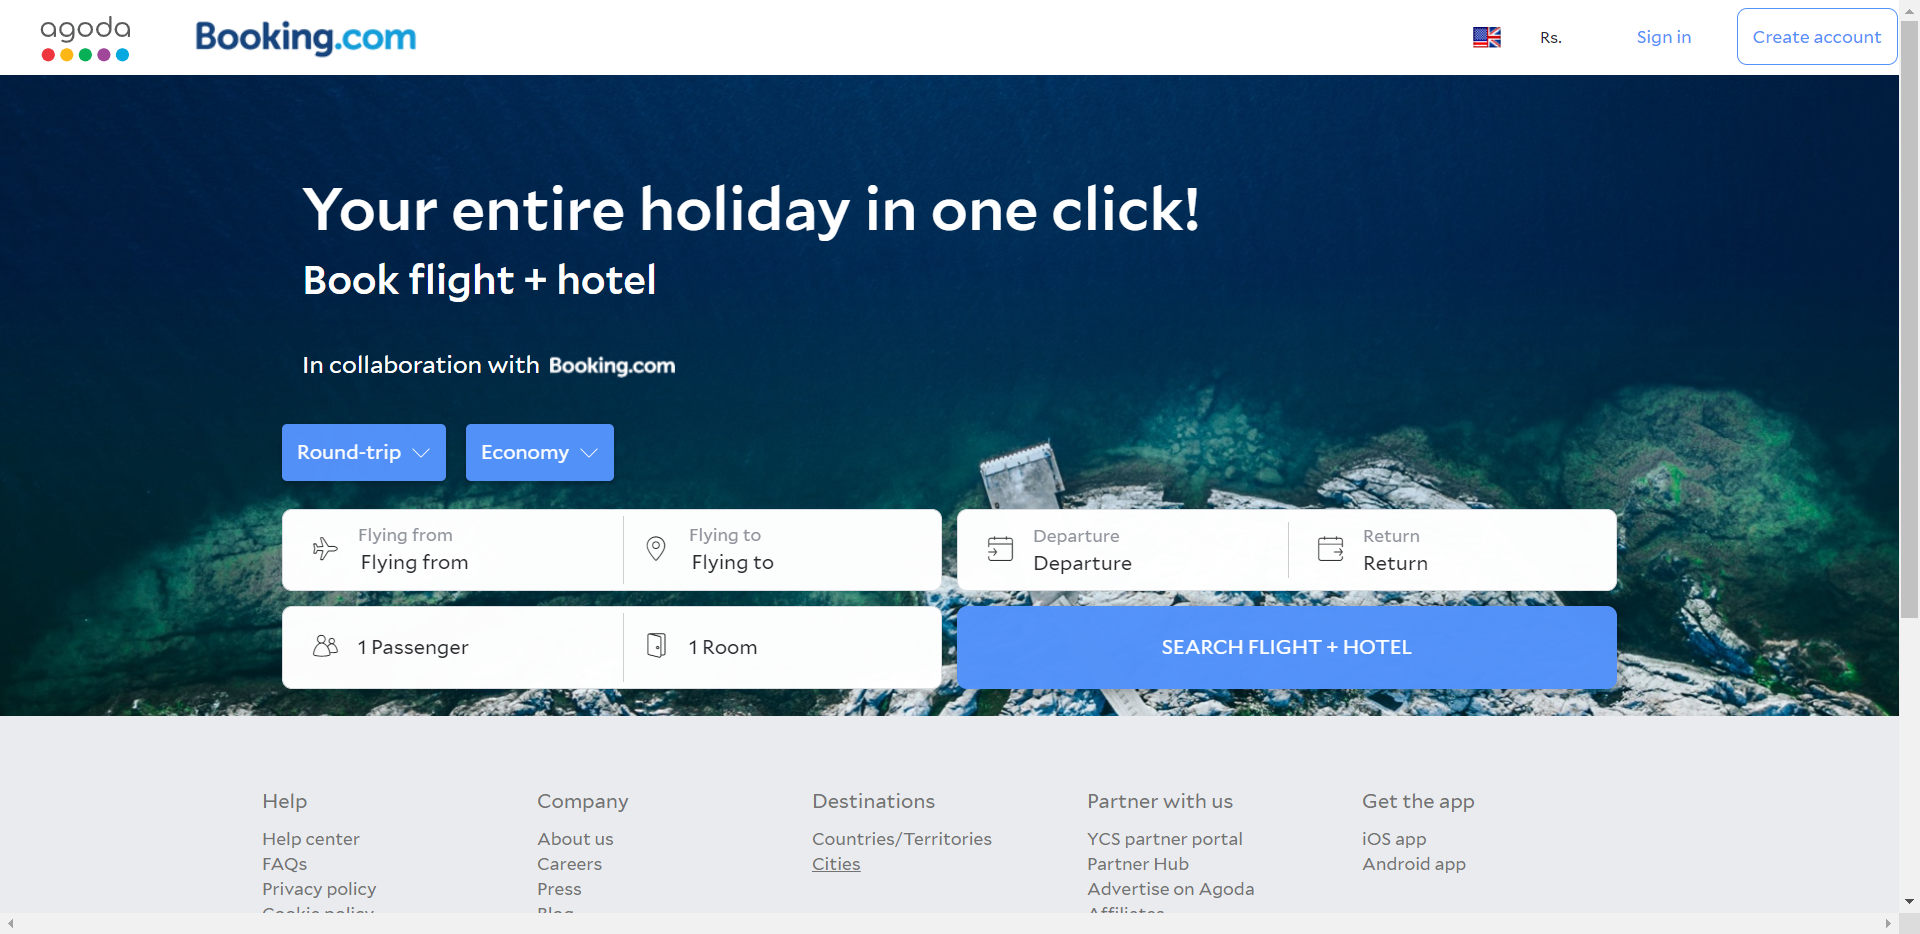 agoda
Booking.com
Rs.
Sign in
Create account
Your entire holiday in one click!
Book flight + hotel
In collaboration with Booking.com
Round-trip
Economy
Flying from
Flying from
Flying to
Flying to
Departure
Departure
Return
Return
1 Passenger
1 Room
SEARCH FLIGHT + HOTEL
Help
Help center
FAQs
Privacy policy
Cookie policy
Company
About us
Careers
Press
Blog
Destinations
Countries/Territories
Cities
Partner with us
YCS partner portal
Partner Hub
Advertise on Agoda
Affiliates
Get the app
iOS app
Android app